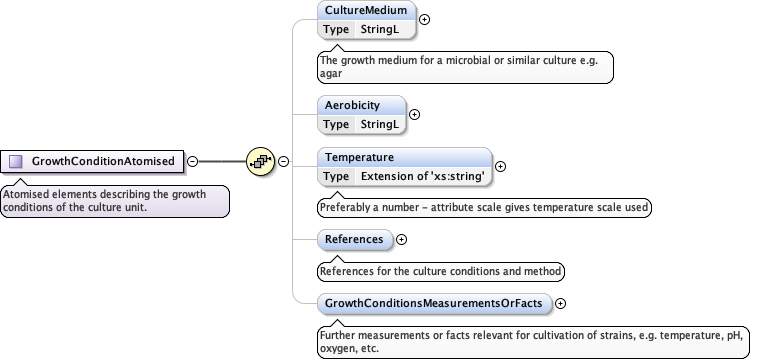 CultureMedium
Type StringL
The growth medium for a microbial or similar culture e.g.
agar
Aerobicity
Type StringL
GrowthConditionAtomised
Atomised elements describing the growth
conditions of the culture unit.
Temperature
Type Extension of 'xs:string'
Preferably a number - attribute scale gives temperature scale used
References
References for the culture conditions and method
GrowthConditionsMeasurementsOrFacts
Further measurements or facts relevant for cultivation of strains, e.g. temperature, pH,
oxygen, etc.